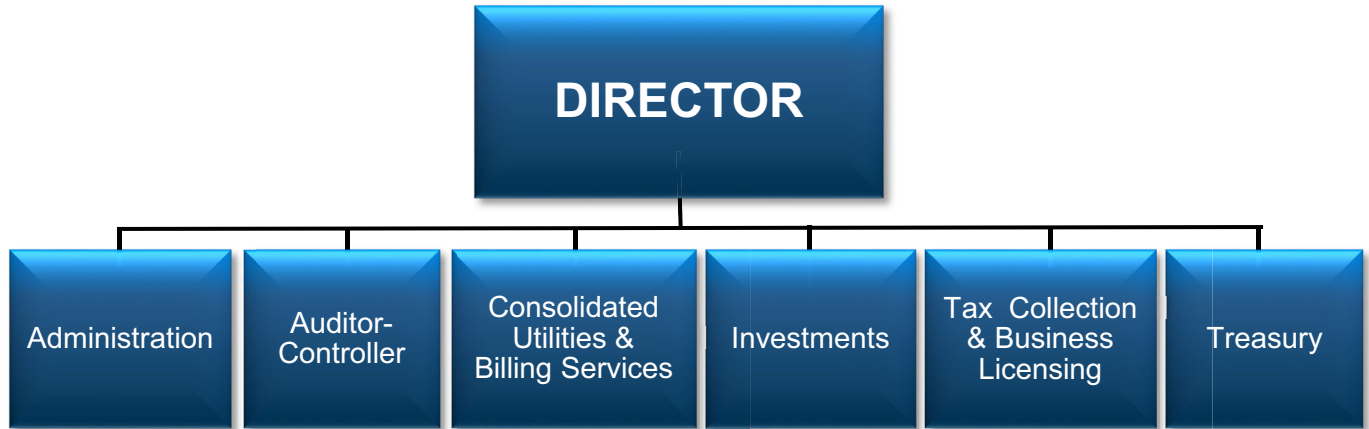 DIRECTOR
Administration
Auditor-
Controller
Consolidated
Utilities &
Billing Services
Investments
Tax Collection
& Business
Licensing
Treasury